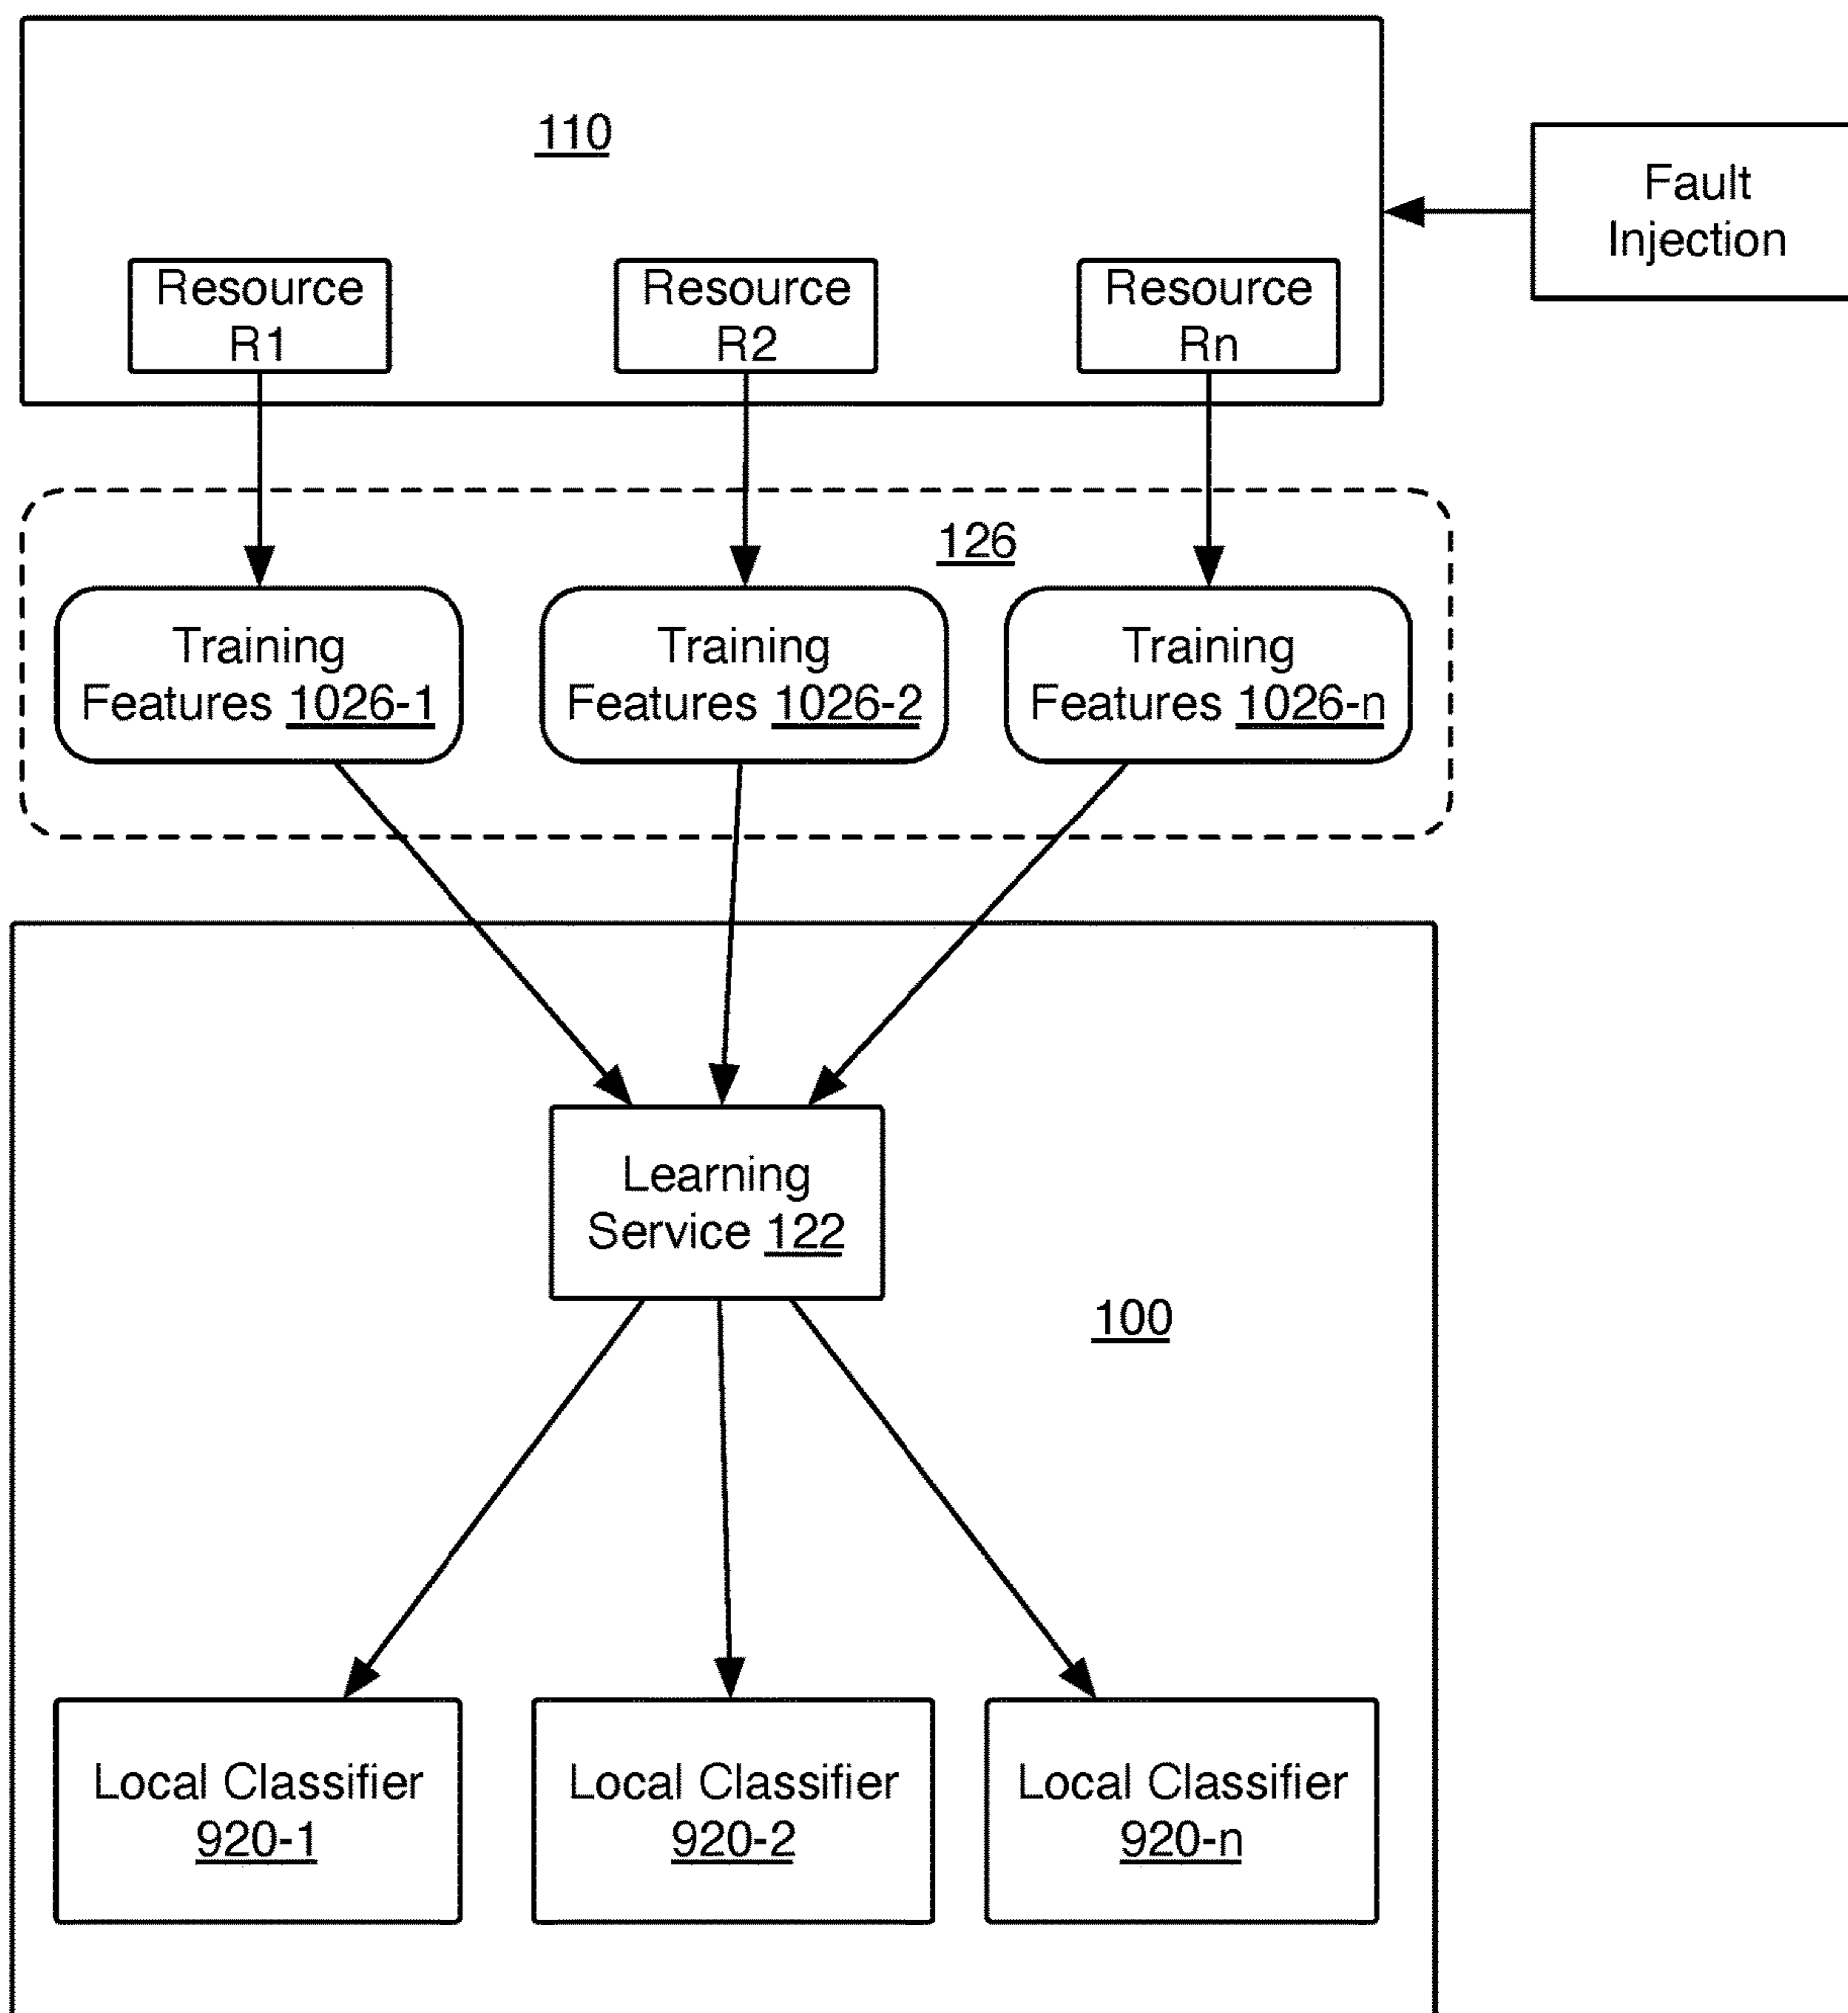 110
Fault
Injection
Resource
R1
Resource
R2
Resource
Rn
126
Training
Features 1026-1
Training
Features 1026-2
Training
Features 1026-n
Learning
Service 122
100
Local Classifier
920-1
Local Classifier
920-2
Local Classifier
920-n